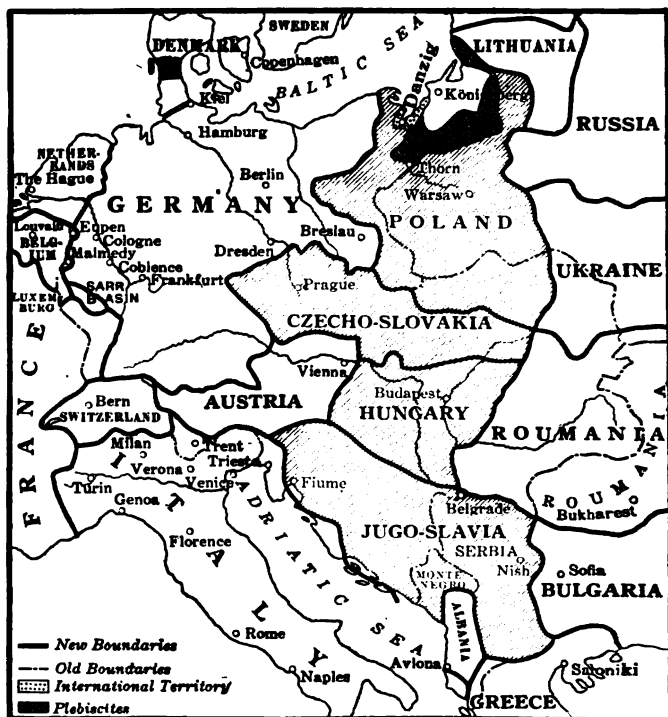 SWEDEN
DENMARK
Copenhagen
BALTIC SEA
LITHUANIA
Danzig
Königsberg
Kiel
Hamburg
RUSSIA
NETHER-
RLANDS
The Hague
Berlin
Thorn
Warsaw
GERMANY
POLAND
Louvain
BELG-
IUM
Eupen
Cologne
Malmedy
Coblence
Frankfurt
Dresden
Breslau
UKRAINE
LUXEM
BURG
SARR
BASIN
Prague
CZECHO-SLOVAKIA
FRANCE
Vienna
Bern
SWITZERLAND
AUSTRIA
Budapest
HUNGARY
ROUMANIA
ROUMANIA
Bukharest
Milan
Trent
Verona
Trieste
Venice
Turin
Genoa
Fiume
ITALY
Florence
ADRIATIC SEA
Belgrade
JUGO-SLAVIA
SERBIA
Nish
MONTE
NEGRO
Sofia
BULGARIA
ALBANIA
Rome
Naples
Avlona
Saloniki
GREECE
New Boundaries
Old Boundaries
International Territory
Plebiscites